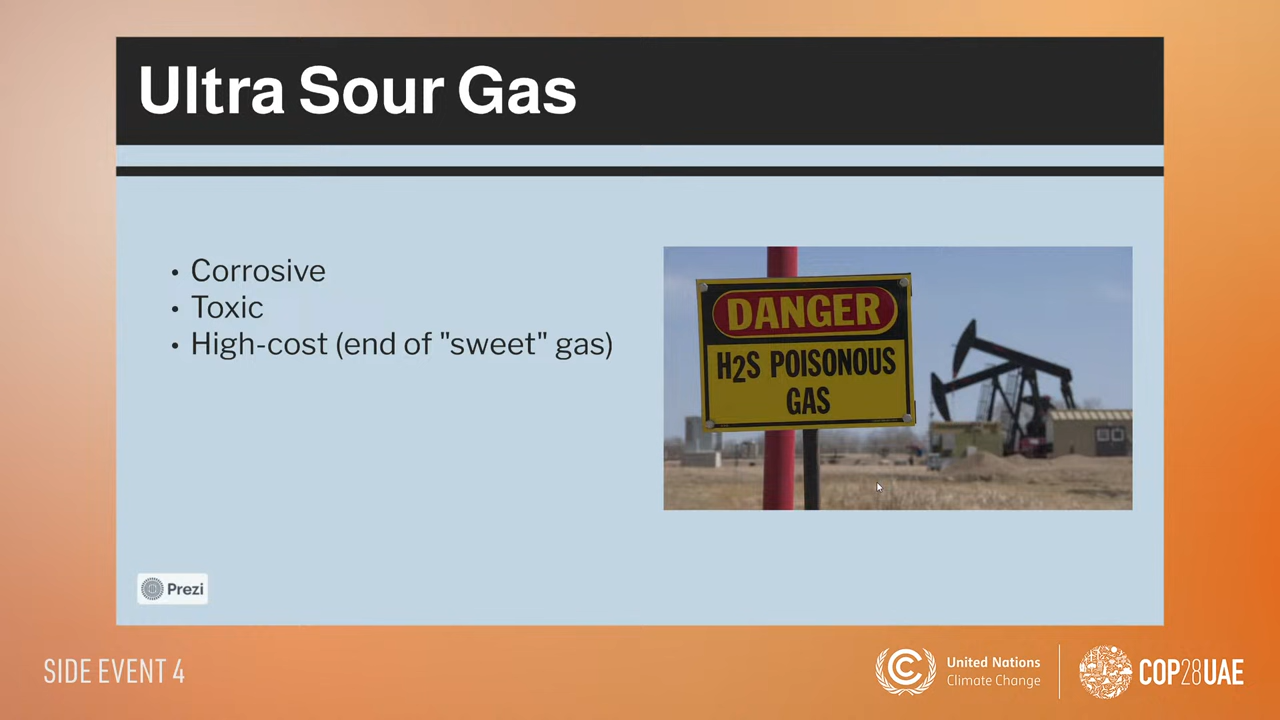 Ultra Sour Gas
• Corrosive
• Toxic
• High-cost (end of "sweet" gas)
DANGER
H2S POISONOUS
GAS
Prezi
SIDE EVENT 4
United Nations
Climate Change
COP28UAE